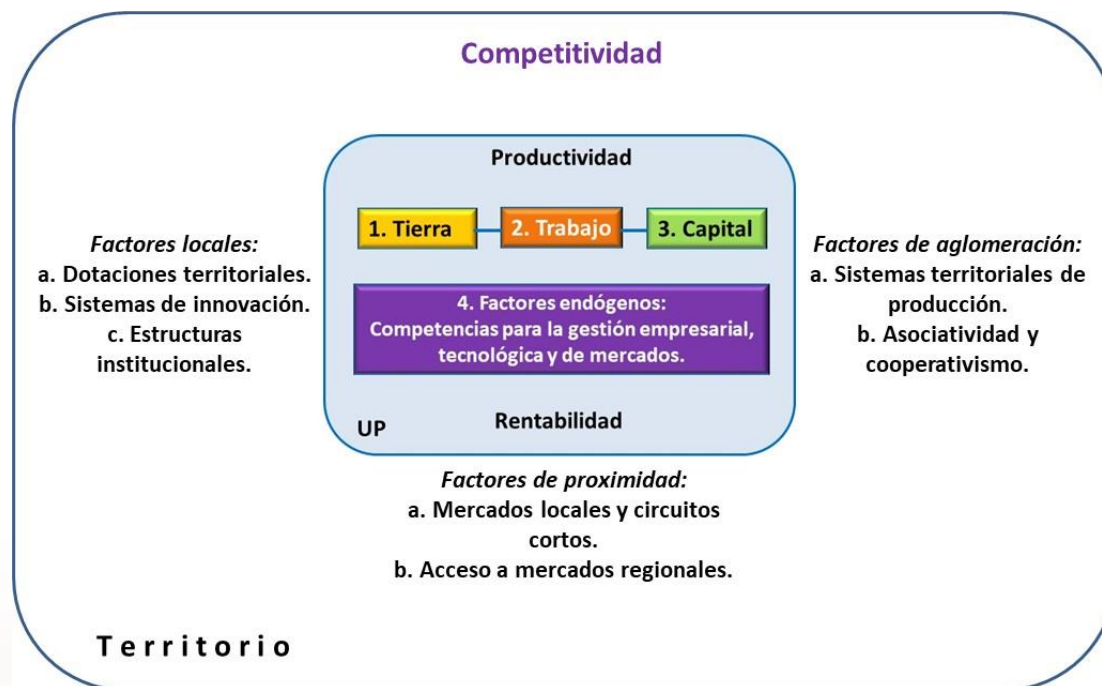 Competitividad
Productividad
1. Tierra
2. Trabajo
3. Capital
4. Factores endógenos:
Competencias para la gestión empresarial,
tecnológica y de mercados.
UP
Rentabilidad
Factores locales:
a. Dotaciones territoriales.
b. Sistemas de innovación.
c. Estructuras
institucionales.
Factores de aglomeración:
a. Sistemas territoriales de
producción.
b. Asociatividad y
cooperativismo.
Factores de proximidad:
a. Mercados locales y circuitos
cortos.
b. Acceso a mercados regionales.
Territorio